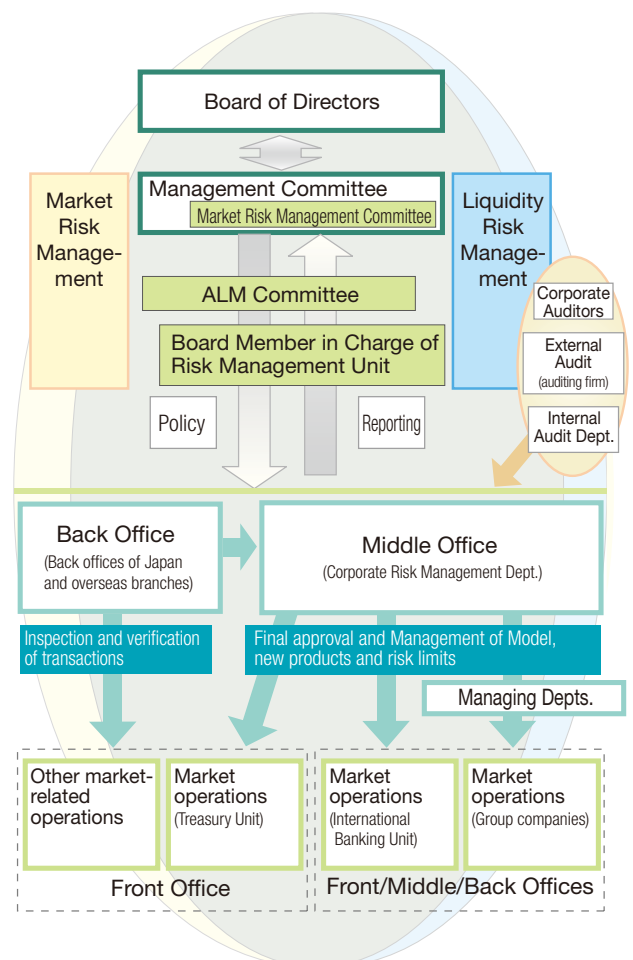 Board of Directors
Management Committee
Market Risk Management Committee
Market
Risk
Manage-
ment
Liquidity
Risk
Manage-
ment
ALM Committee
Board Member in Charge of
Risk Management Unit
Corporate
Auditors
External
Audit
(auditing firm)
Internal
Audit Dept.
Policy
Reporting
Back Office
(Back offices of Japan
and overseas branches)
Middle Office
(Corporate Risk Management Dept.)
Inspection and verification
of transactions
Final approval and Management of Model,
new products and risk limits
Managing Depts.
Other market-
related
operations
Market
operations
(Treasury Unit)
Market
operations
(International
Banking Unit)
Market
operations
(Group companies)
Front Office
Front/Middle/Back Offices